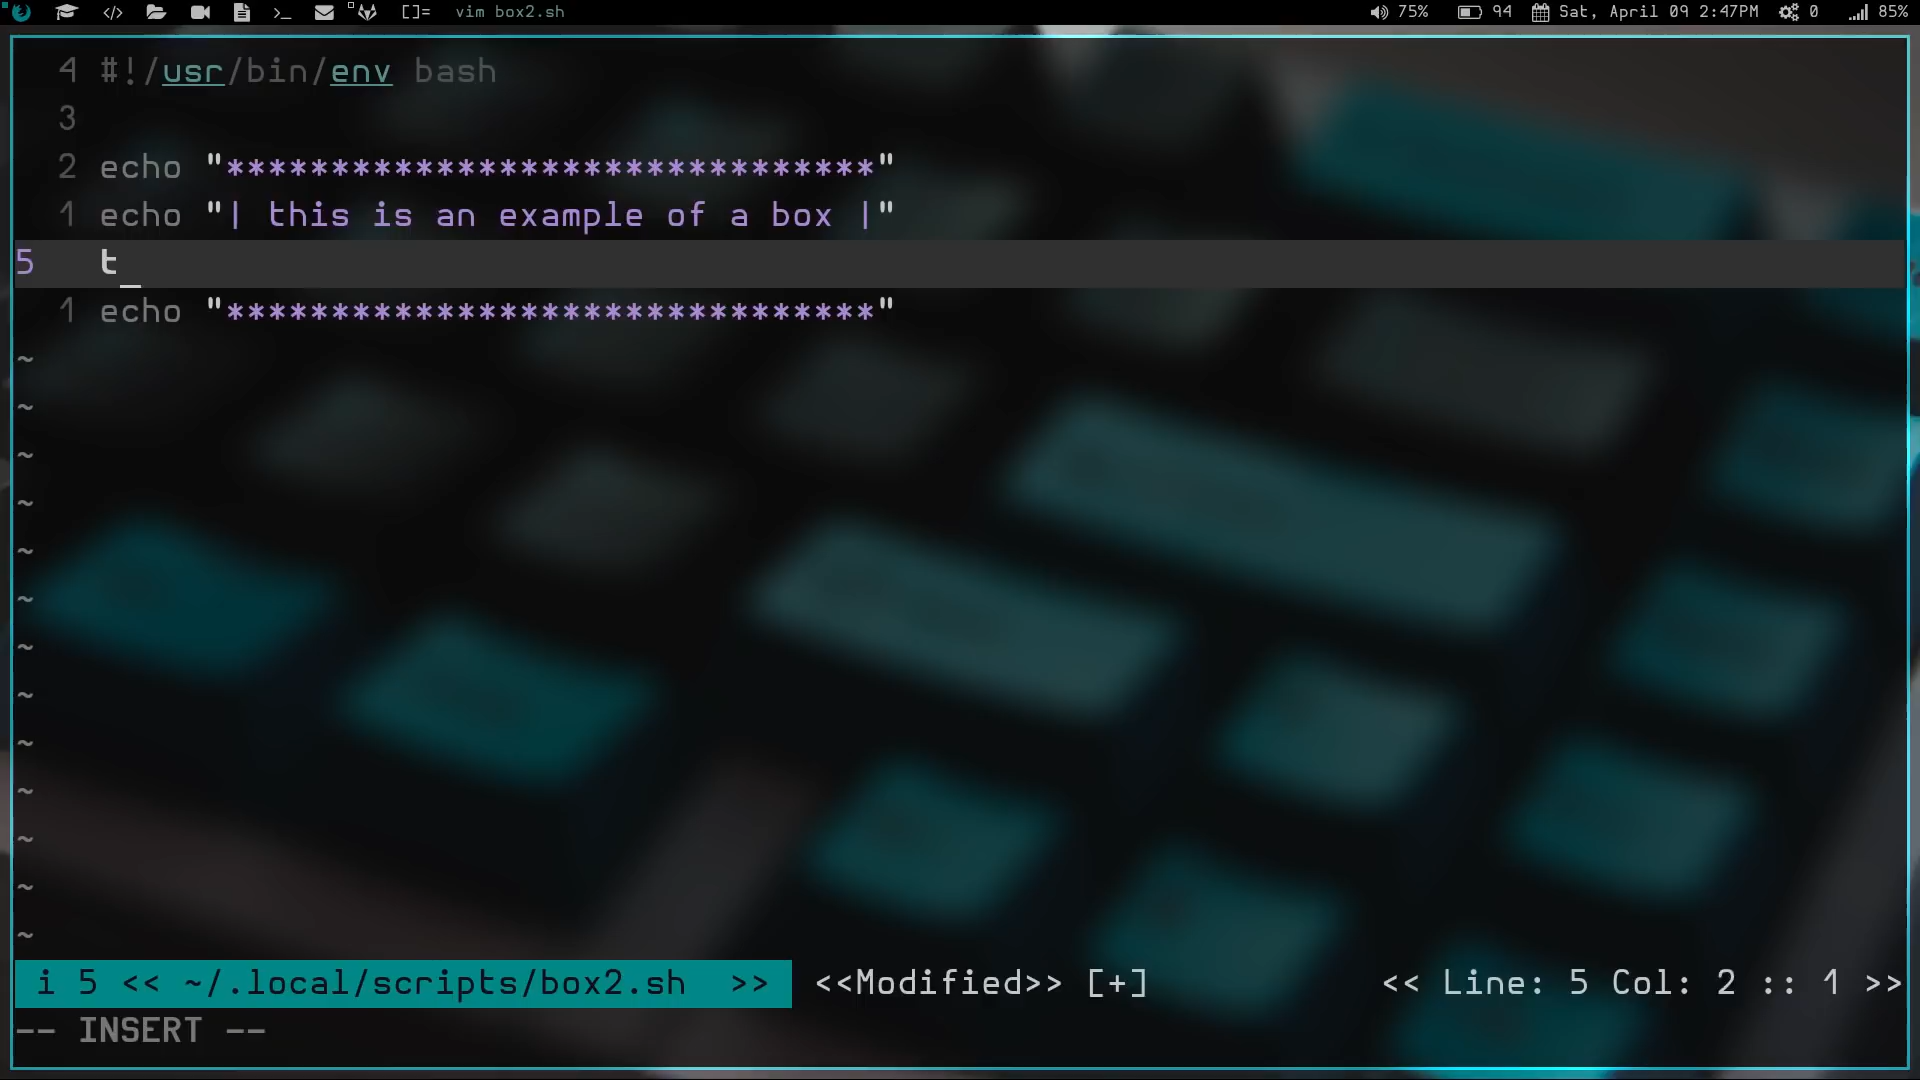 []= vim box2.sh 75% 94 Sat, April 09 2:47PM 0 85%
4 #!/usr/bin/env bash
3
2 echo "*******************************"
1 echo "| this is an example of a box |"
5 t_
1 echo "*******************************"
~
~
~
~
~
~
~
~
~
~
~
~
~
i 5 << ~/.local/scripts/box2.sh >> <<Modified>> [+] << Line: 5 Col: 2 :: 1 >>
-- INSERT --